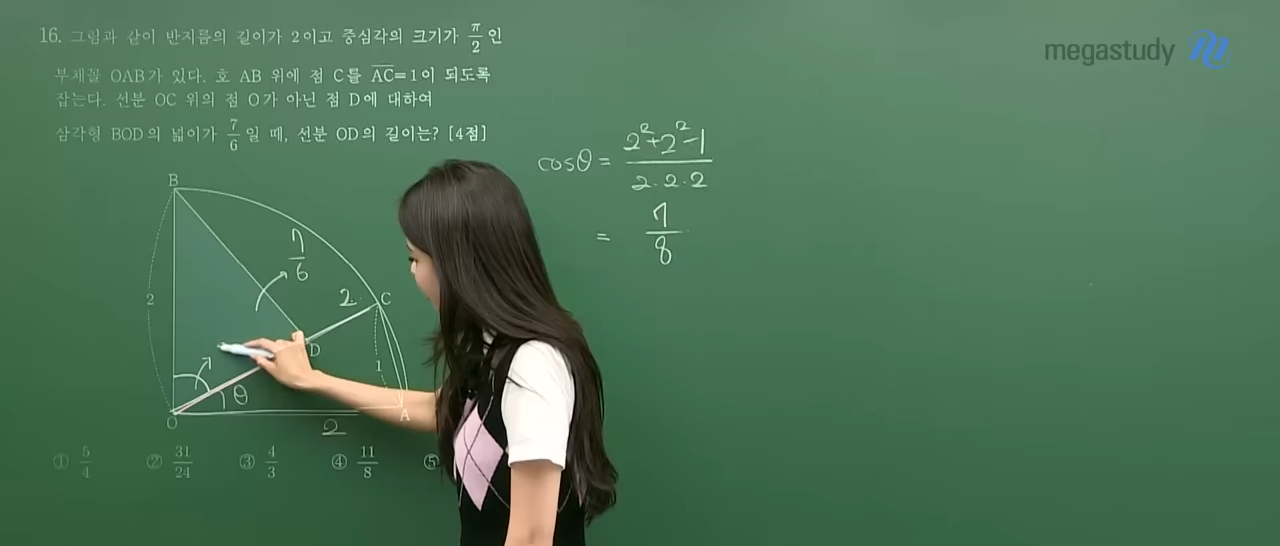 16. 그림과 같이 반지름의 길이가 2이고 중심각의 크기가 π/2 인
부채꼴 OAB가 있다. 호 AB 위에 점 C를 A̅C̅=1이 되도록
잡는다. 선분 OC 위의 점 O가 아닌 점 D에 대하여
삼각형 BOD의 넓이가 7/6 일 때, 선분 OD의 길이는? [4점]
megastudy
cosθ = (2²+2²-1)/(2·2·2)
= 7/8
B
7/6
2
2
C
D
1
θ
O
2
A
① 5/4 ② 31/24 ③ 4/3 ④ 11/8 ⑤